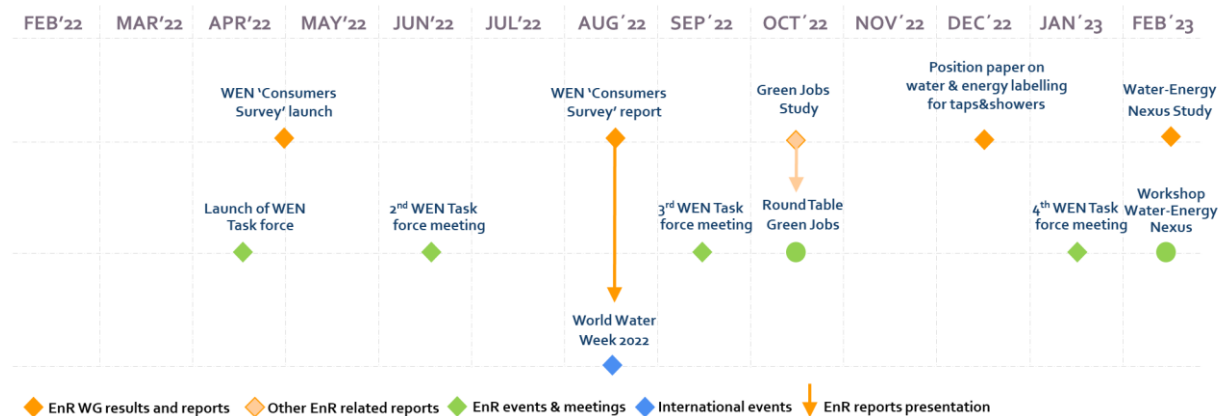 FEB'22 MAR'22 APR'22 MAY'22 JUN'22 JUL'22 AUG´22 SEP´22 OCT´22 NOV´22 DEC´22 JAN´23 FEB´23
WEN ‘Consumers
Survey’ launch
WEN ‘Consumers
Survey’ report
Green Jobs
Study
Position paper on
water & energy labelling
for taps&showers
Water-Energy
Nexus Study
Launch of WEN
Task force
2nd WEN Task
force meeting
3rd WEN Task
force meeting
Round Table
Green Jobs
4th WEN Task
force meeting
Workshop
Water-Energy
Nexus
World Water
Week 2022
EnR WG results and reports
Other EnR related reports
EnR events & meetings
International events
EnR reports presentation